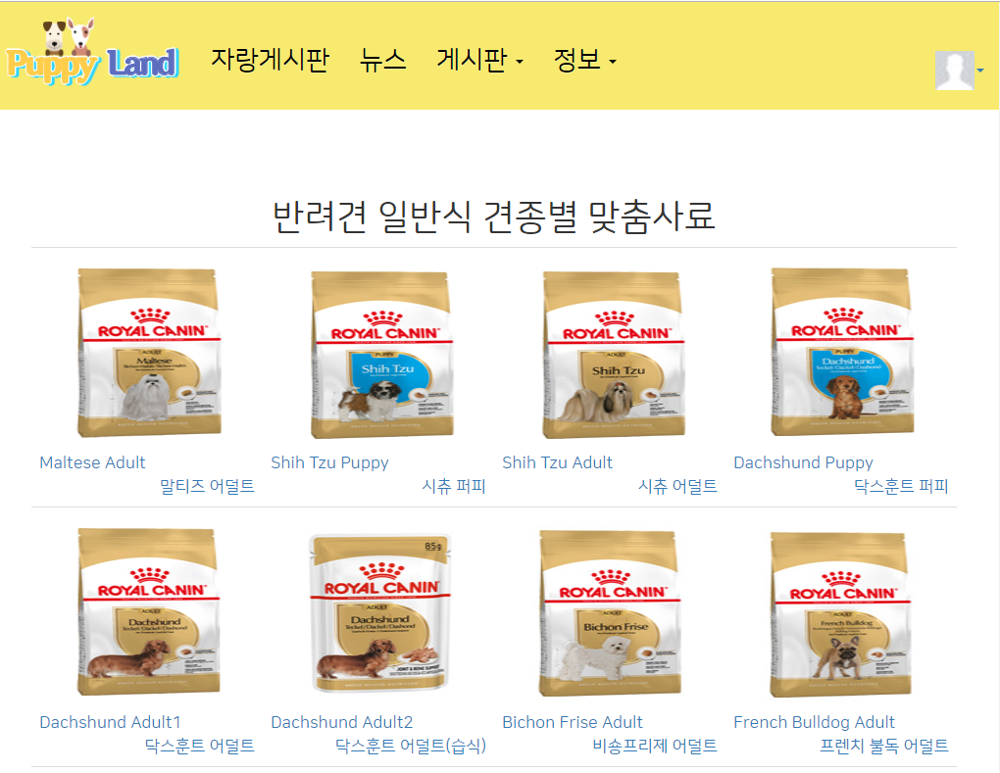 Puppy Land
자랑게시판 뉴스 게시판 정보
반려견 일반식 견종별 맞춤사료
ROYAL CANIN ROYAL CANIN ROYAL CANIN ROYAL CANIN
ADULT PUPPY ADULT PUPPY
Maltese Shih Tzu Shih Tzu Dachshund
Maltese Adult Shih Tzu Puppy Shih Tzu Adult Dachshund Puppy
말티즈 어덜트 시츄 퍼피 시츄 어덜트 닥스훈트 퍼피
85g
ROYAL CANIN ROYAL CANIN ROYAL CANIN ROYAL CANIN
ADULT ADULT ADULT ADULT
Dachshund Dachshund Bichon Frise French Bulldog
JOINT & BONE SUPPORT
Dachshund Adult1 Dachshund Adult2 Bichon Frise Adult French Bulldog Adult
닥스훈트 어덜트 닥스훈트 어덜트(습식) 비숑프리제 어덜트 프렌치 불독 어덜트